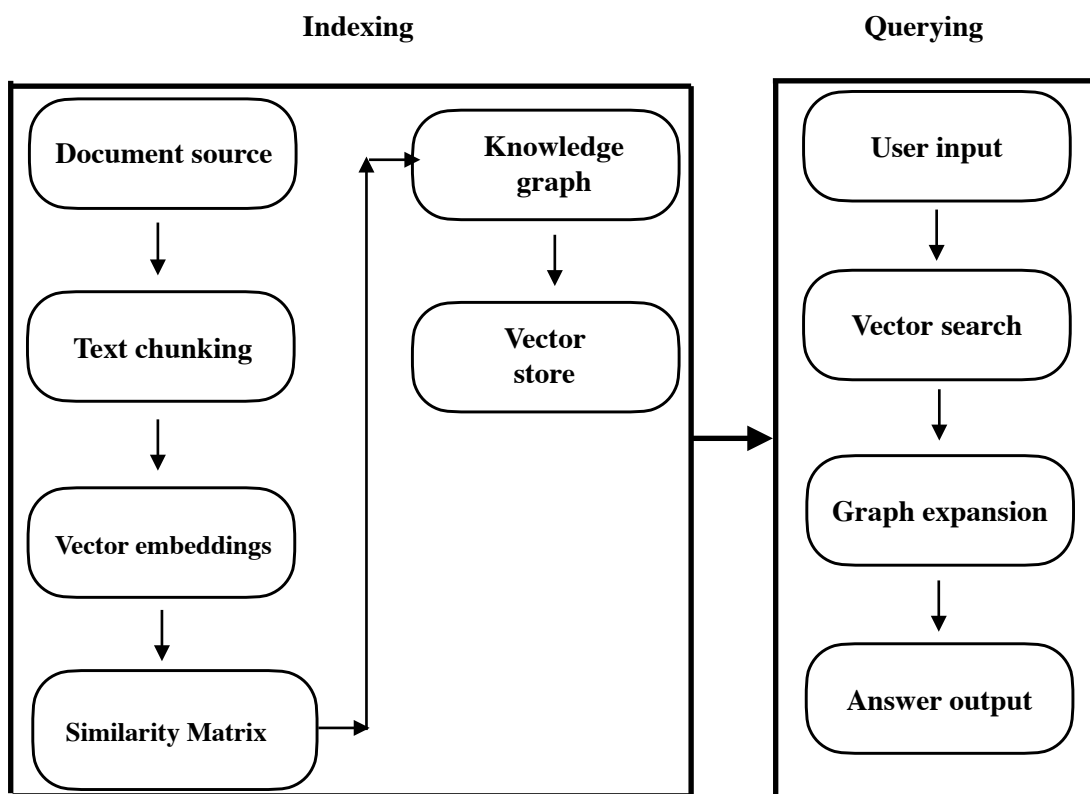 Indexing
Document source
Text chunking
Vector embeddings
Similarity Matrix
Knowledge
graph
Vector
store
Querying
User input
Vector search
Graph expansion
Answer output